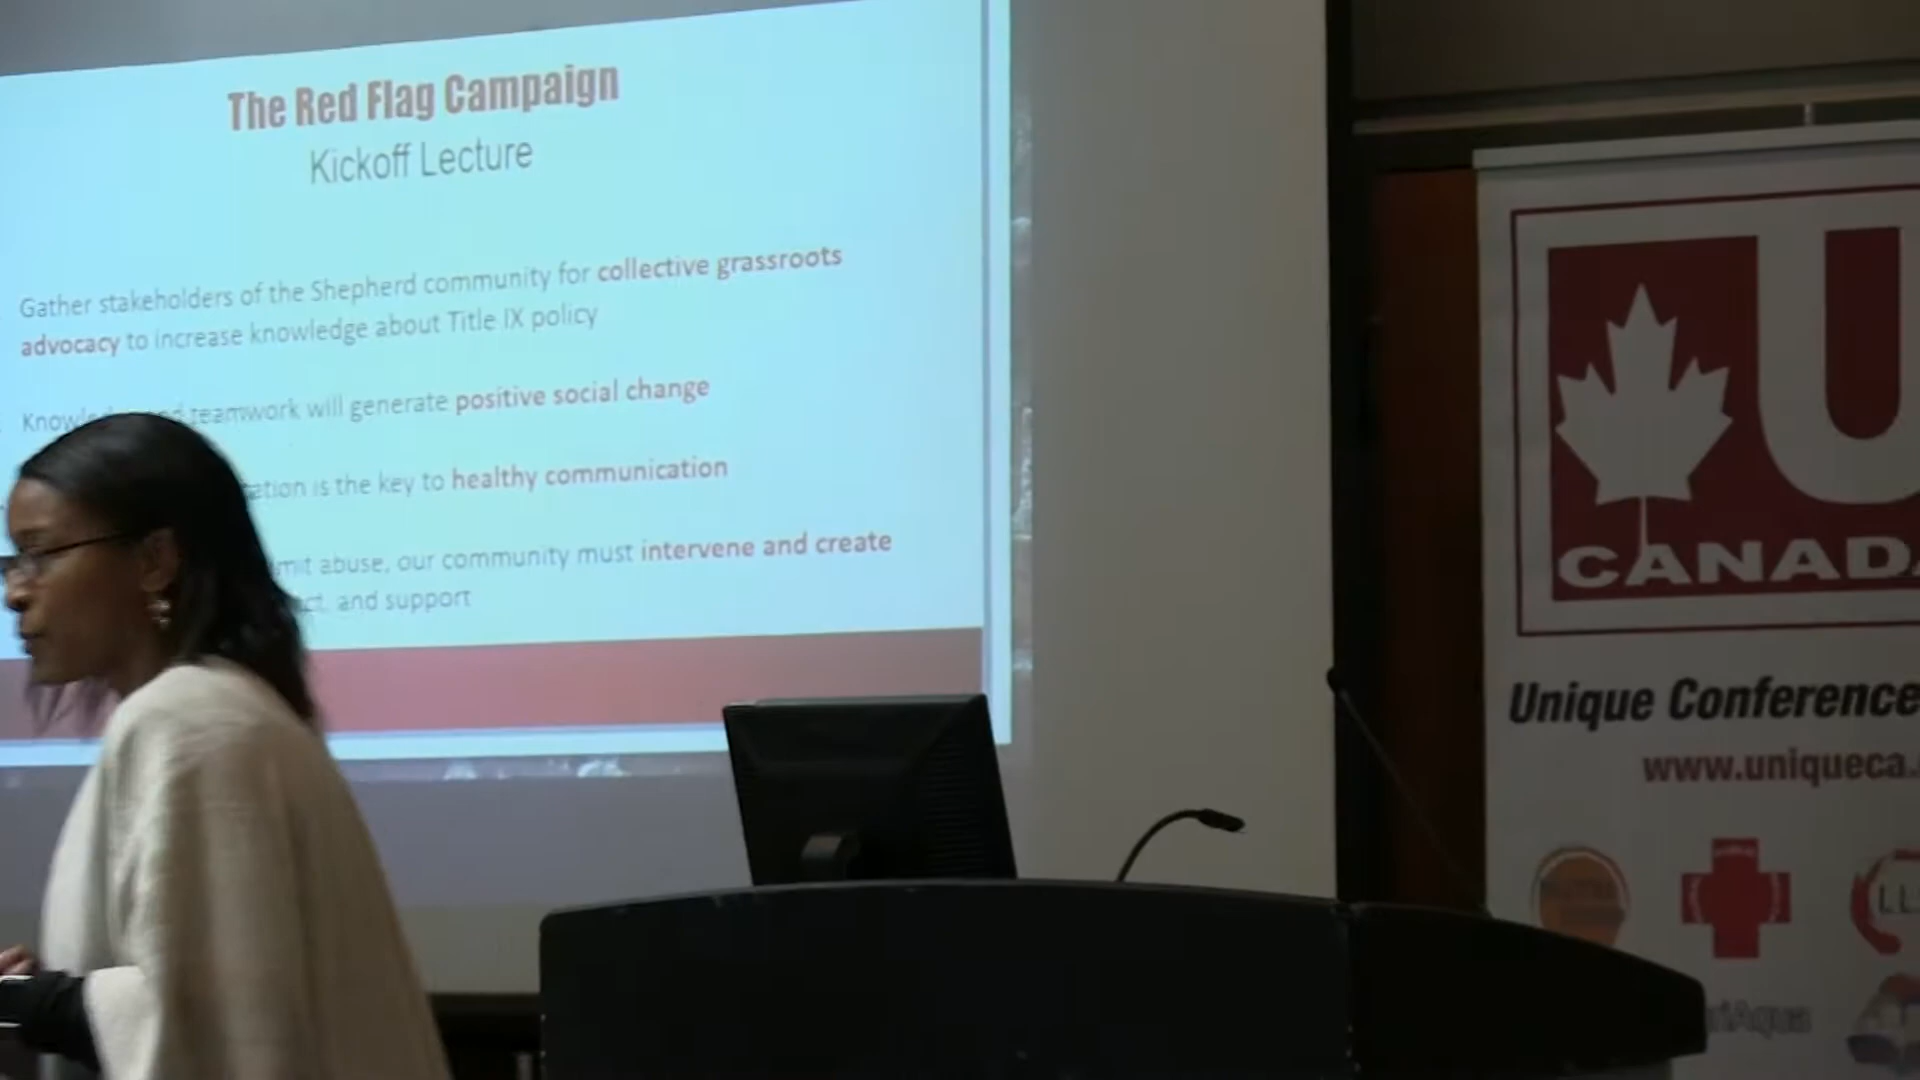 The Red Flag Campaign
Kickoff Lecture
Gather stakeholders of the Shepherd community for collective grassroots
advocacy to increase knowledge about Title IX policy
teamwork will generate positive social change
is the key to healthy communication
abuse, our community must intervene and create
and support
U
CANADA
Unique Conference
www.uniqueca.